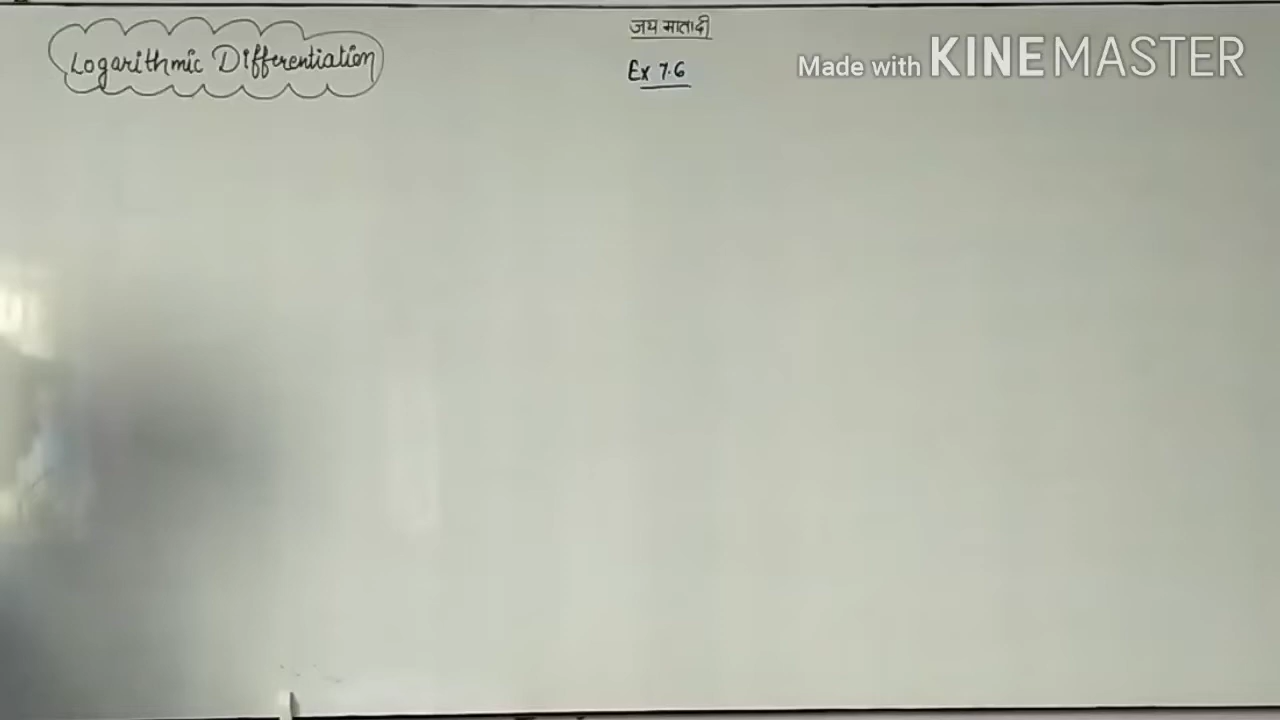 जय माता दी
Logarithmic Differentiation
Ex 7.6
Made with KINEMASTER